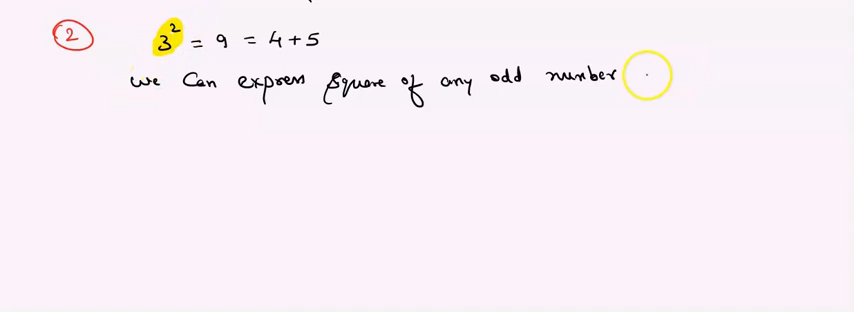 2 3² = 9 = 4 + 5
we can express square of any odd number